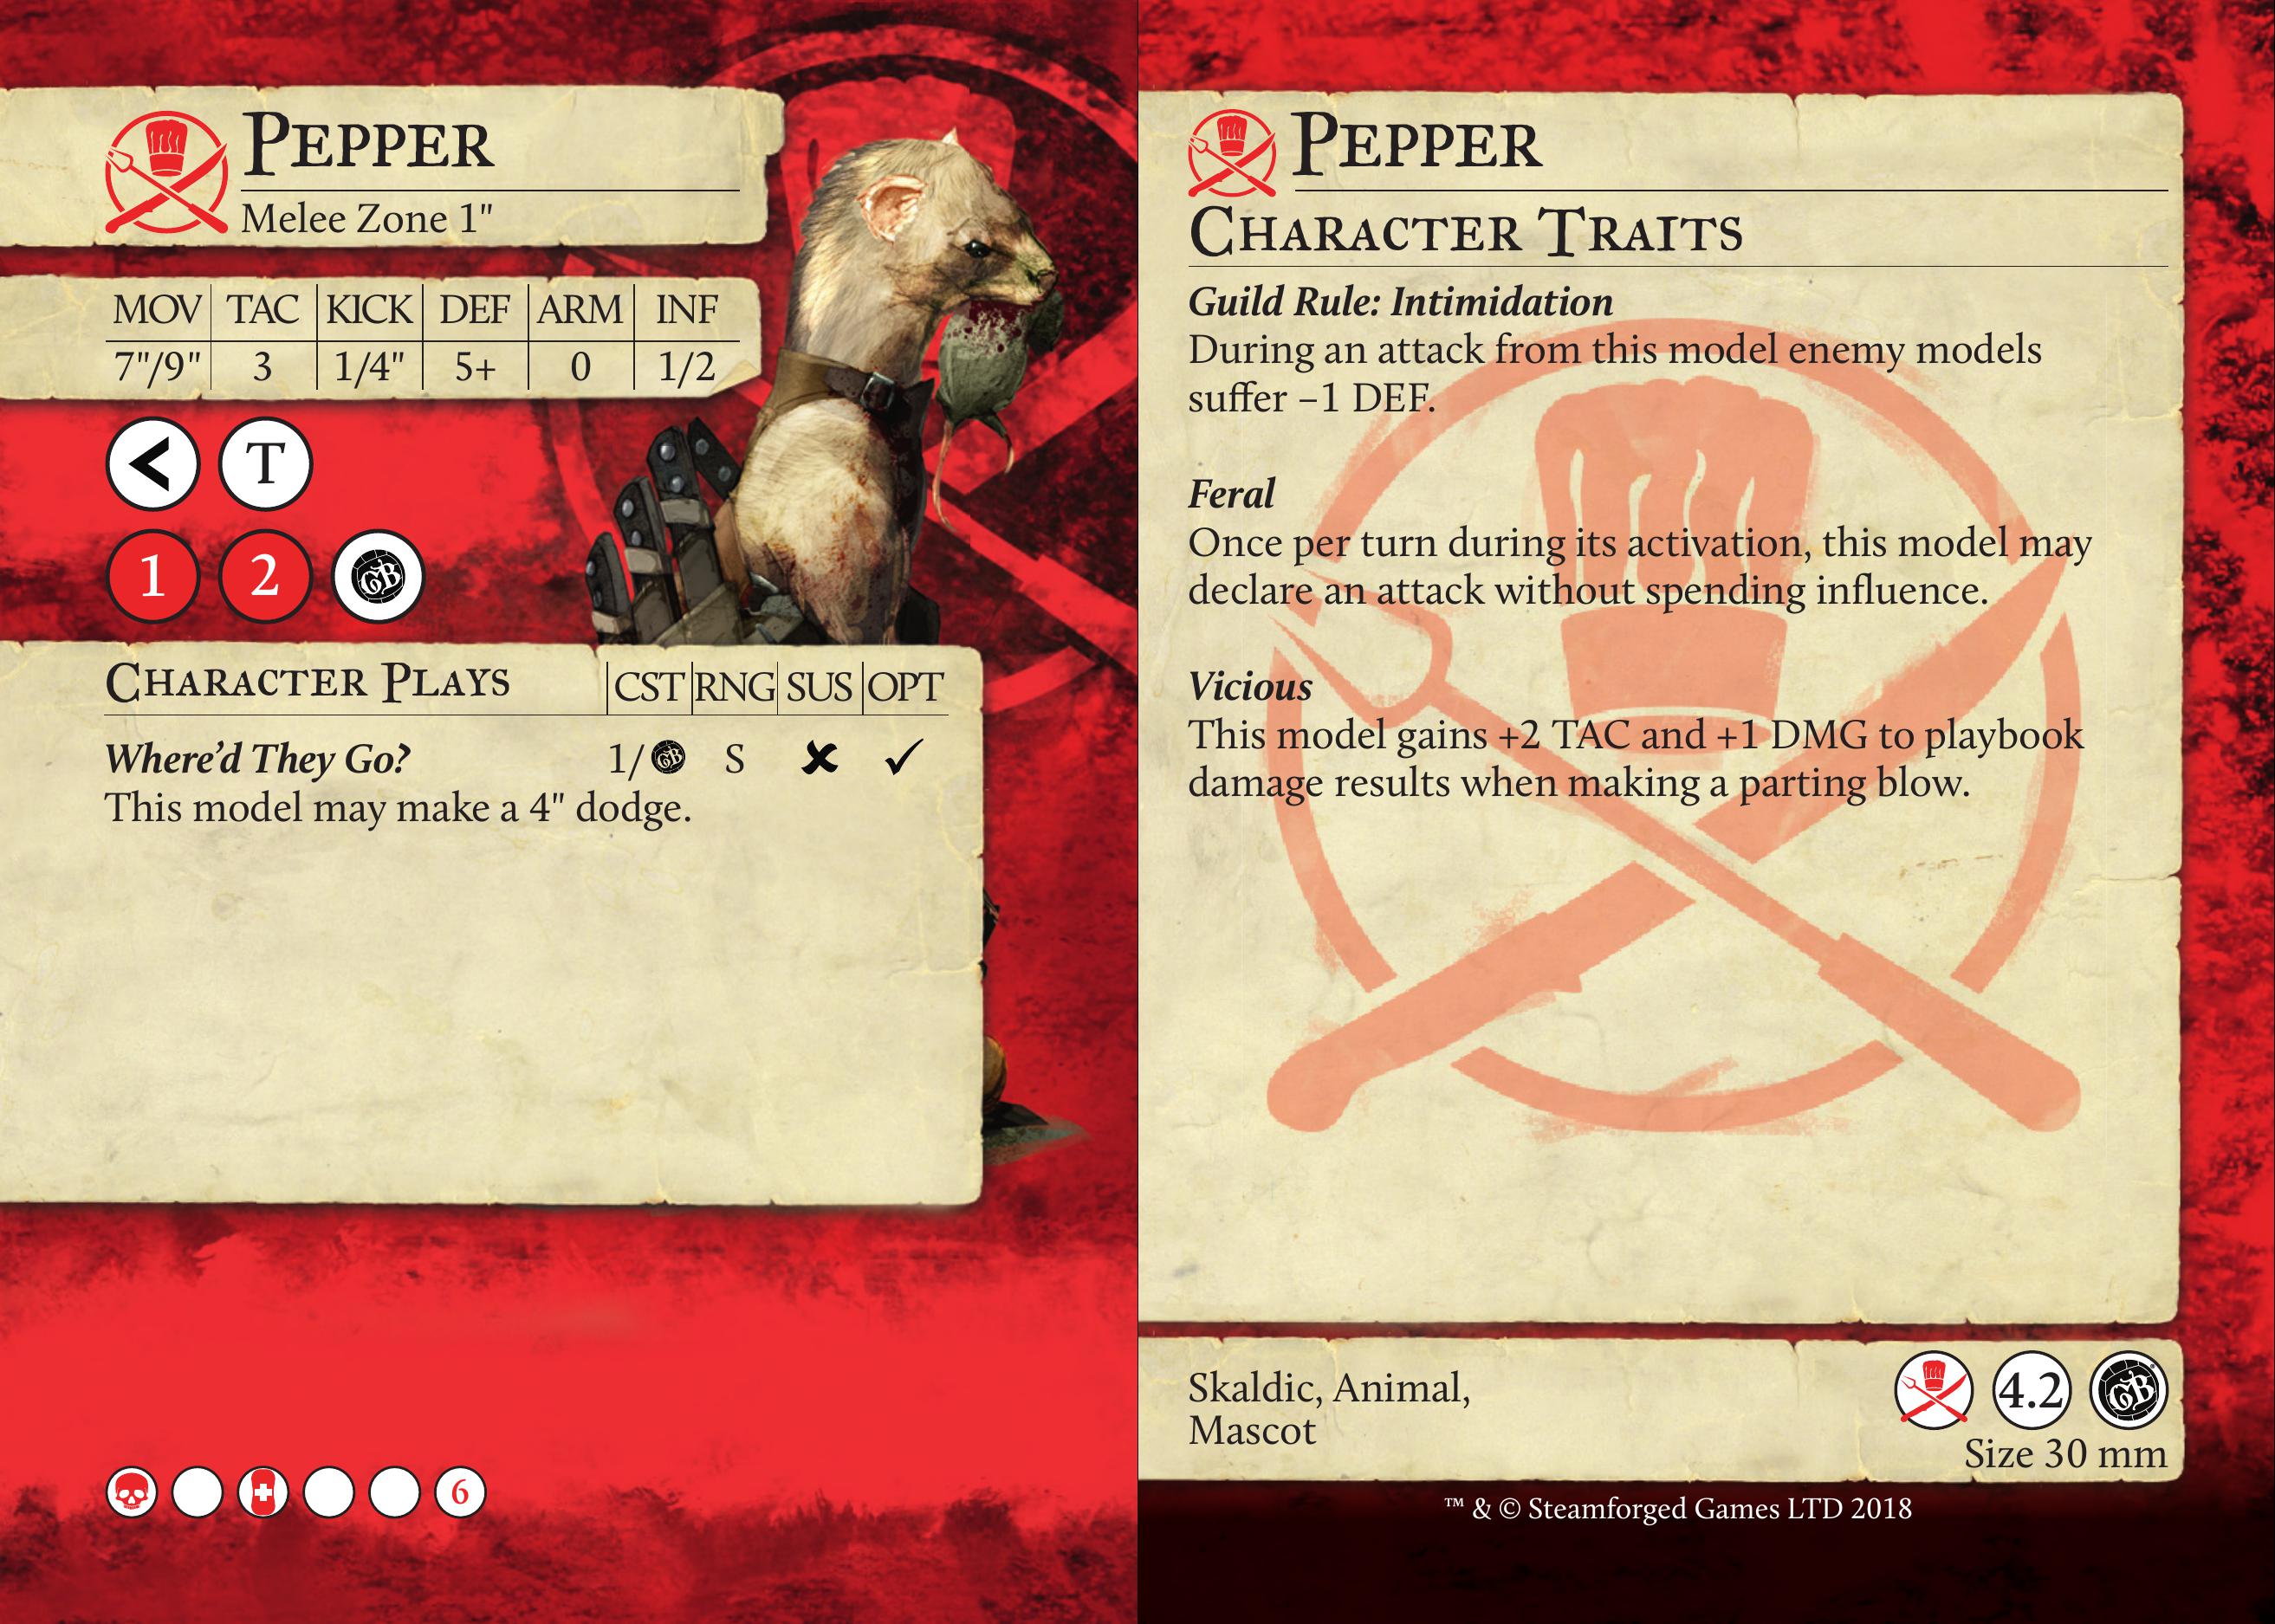 PEPPER
Melee Zone 1"
MOV TAC KICK DEF ARM INF
7"/9" 3 1/4" 5+ 0 1/2
< T
1 2 GB
CHARACTER PLAYS CST RNG SUS OPT
Where'd They Go? 1/GB S ✘ ✓
This model may make a 4" dodge.
6
PEPPER
CHARACTER TRAITS
Guild Rule: Intimidation
During an attack from this model enemy models
suffer –1 DEF.
Feral
Once per turn during its activation, this model may
declare an attack without spending influence.
Vicious
This model gains +2 TAC and +1 DMG to playbook
damage results when making a parting blow.
Skaldic, Animal,
Mascot
4.2 GB
Size 30 mm
™ & © Steamforged Games LTD 2018